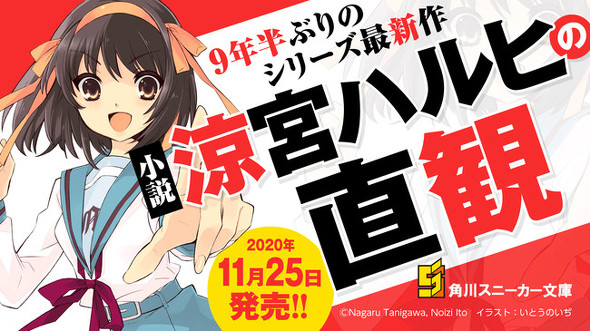 9年半ぶりの
シリーズ最新作
小説
涼宮ハルヒの
直観
2020年
11月25日
発売!!
角川スニーカー文庫
©Nagaru Tanigawa, Noizi Ito イラスト：いとうのいぢ